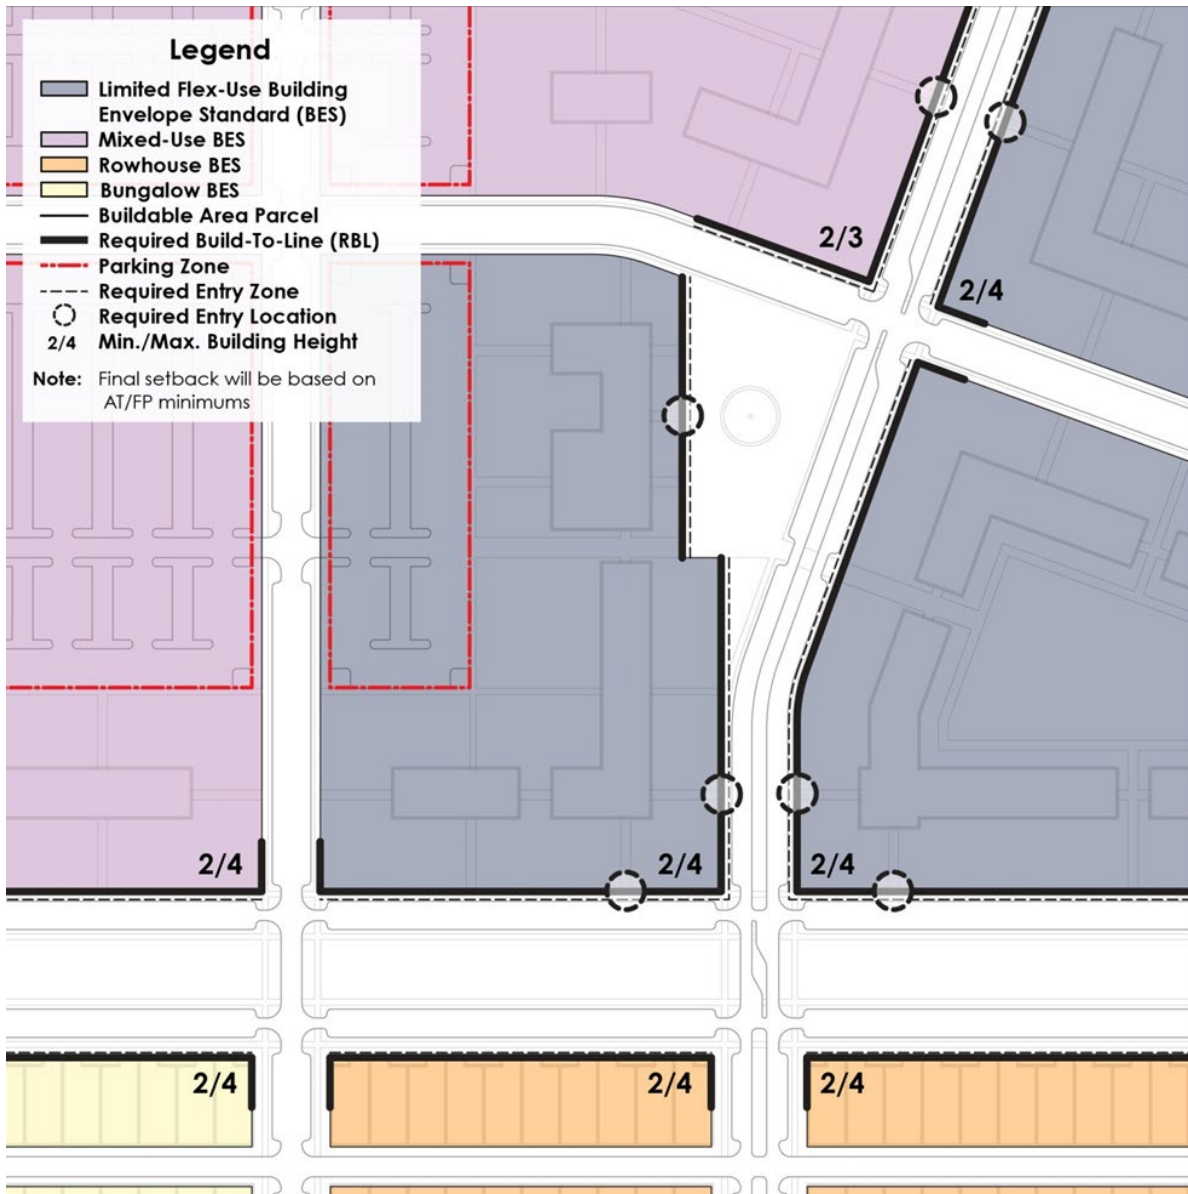 Legend
Limited Flex-Use Building
Envelope Standard (BES)
Mixed-Use BES
Rowhouse BES
Bungalow BES
Buildable Area Parcel
Required Build-To-Line (RBL)
Parking Zone
Required Entry Zone
Required Entry Location
2/4 Min./Max. Building Height
Note: Final setback will be based on
AT/FP minimums
2/3
2/4
2/4
2/4
2/4
2/4
2/4
2/4